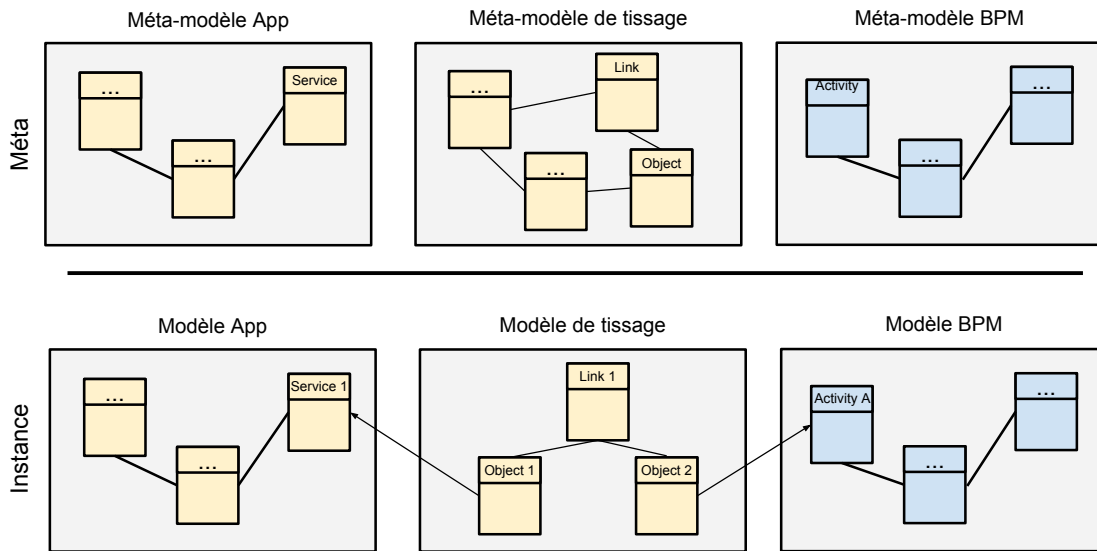 Méta-modèle App
Méta-modèle de tissage
Méta-modèle BPM
Méta
...
...
Service
...
...
Link
Object
Activity
...
...
Modèle App
Modèle de tissage
Modèle BPM
Instance
...
...
Service 1
Link 1
Object 1
Object 2
Activity A
...
...